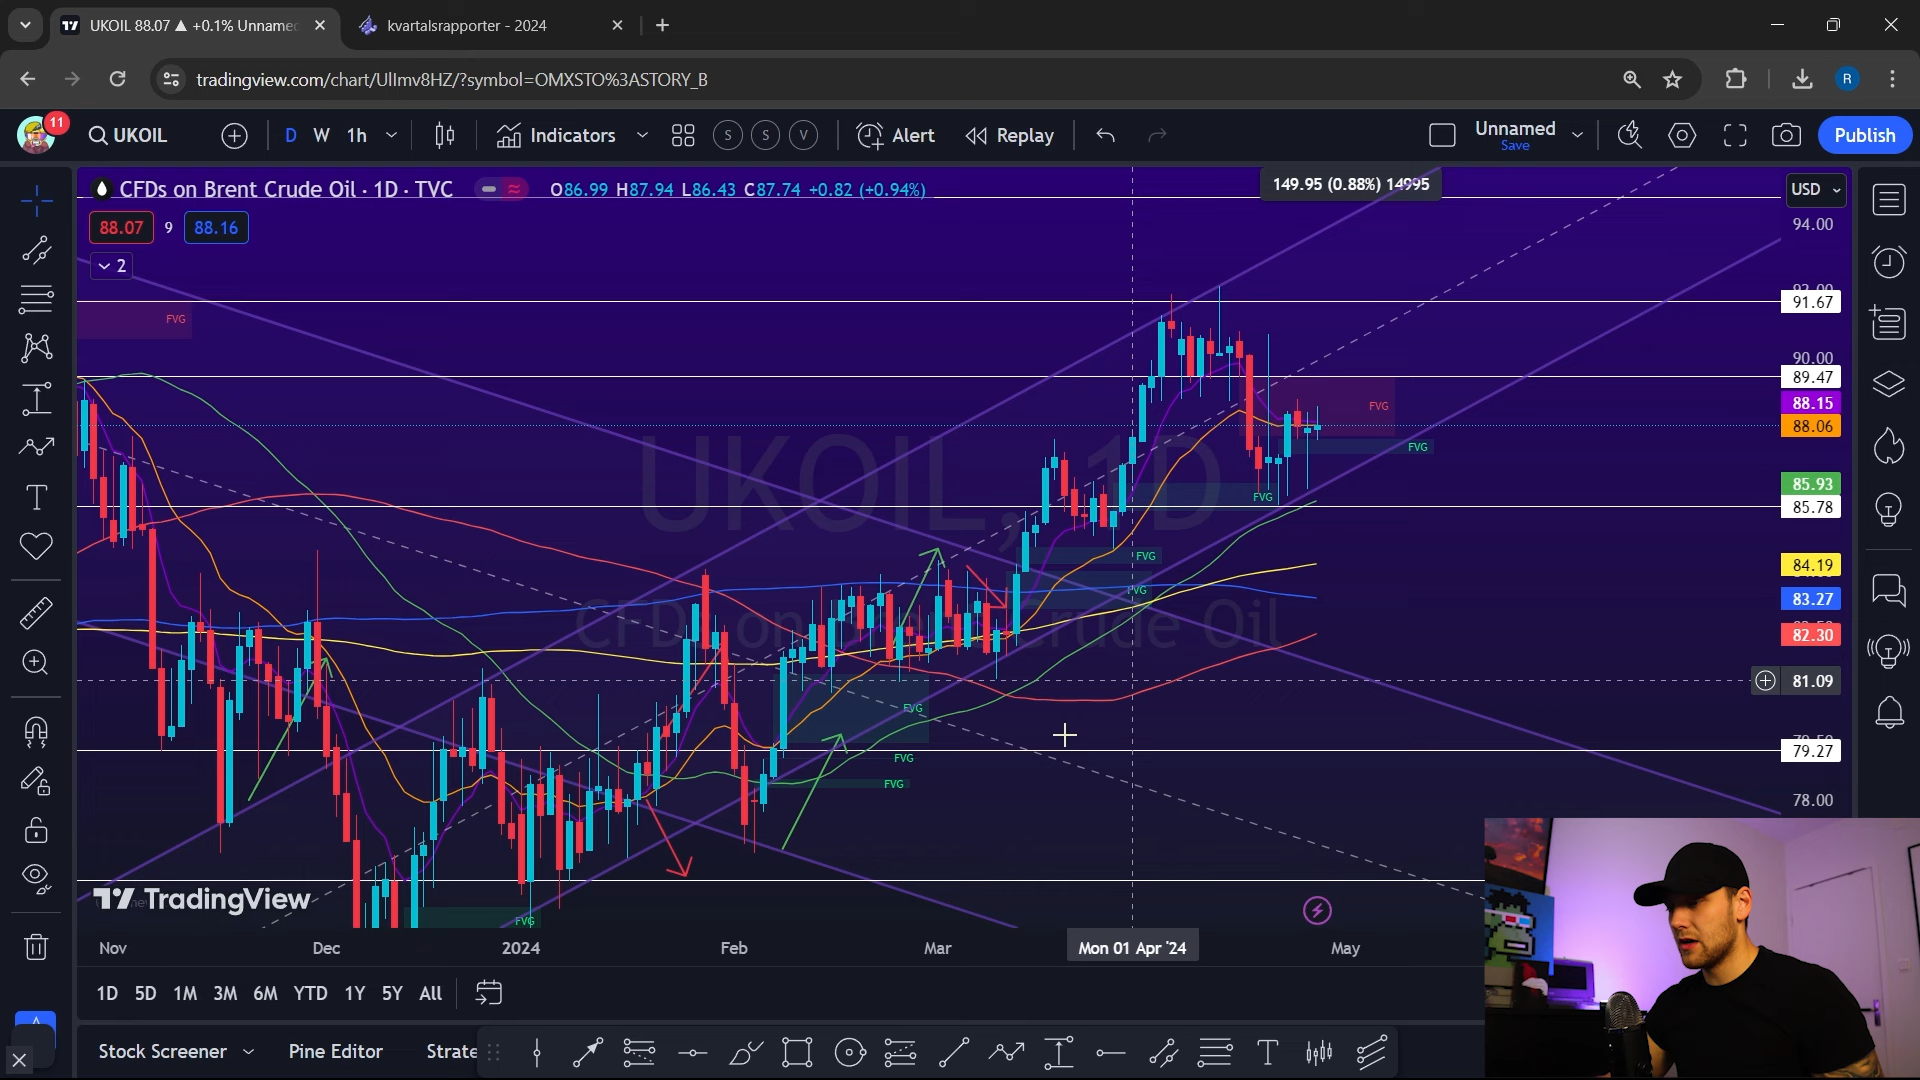 UKOIL 88.07 ▲ +0.1% Unname
kvartalsrapporter - 2024
tradingview.com/chart/UlImv8HZ/?symbol=OMXSTO%3ASTORY_B
R
11
UKOIL
D
W
1h
Indicators
S
S
V
Alert
Replay
Unnamed
Save
Publish
CFDs on Brent Crude Oil · 1D · TVC
O86.99 H87.94 L86.43 C87.74 +0.82 (+0.94%)
149.95 (0.88%) 14995
USD
88.07
9
88.16
2
94.00
91.67
90.00
89.47
88.15
88.06
85.93
85.78
84.19
83.27
82.30
81.09
79.27
78.00
FVG
FVG
FVG
FVG
FVG
FVG
FVG
FVG
FVG
FVG
UKOIL, 1D
CFDs on Brent Crude Oil
TradingView
Nov
Dec
2024
Feb
Mar
Mon 01 Apr '24
May
1D
5D
1M
3M
6M
YTD
1Y
5Y
All
Stock Screener
Pine Editor
Strate